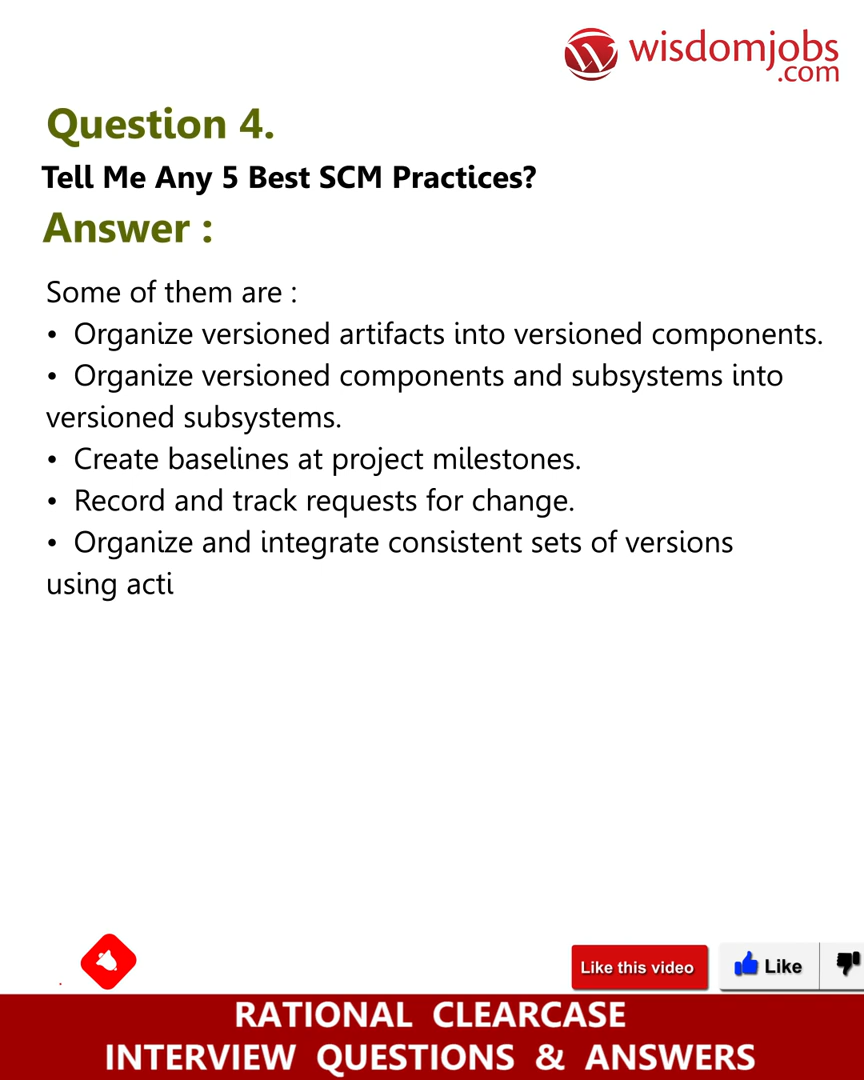 wisdomjobs
.com
Question 4.
Tell Me Any 5 Best SCM Practices?
Answer :
Some of them are :
• Organize versioned artifacts into versioned components.
• Organize versioned components and subsystems into
versioned subsystems.
• Create baselines at project milestones.
• Record and track requests for change.
• Organize and integrate consistent sets of versions
using acti
Like this video
Like
RATIONAL CLEARCASE
INTERVIEW QUESTIONS & ANSWERS